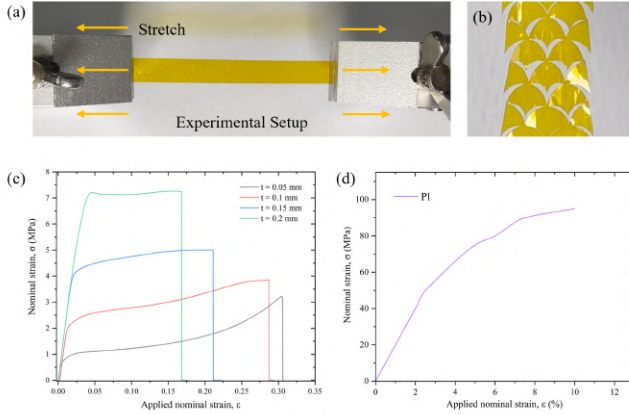 (a)
Stretch
Experimental Setup
(b)
(c)
Nominal strain, σ (MPa)
8
7
6
5
4
3
2
1
0
t = 0.05 mm
t = 0.1 mm
t = 0.15 mm
t = 0.2 mm
0.00 0.05 0.10 0.15 0.20 0.25 0.30 0.35
Applied nominal strain, ε
(d)
Nominal strain, σ (MPa)
100
80
60
40
20
0
PI
0 2 4 6 8 10 12
Applied nominal strain, ε (%)